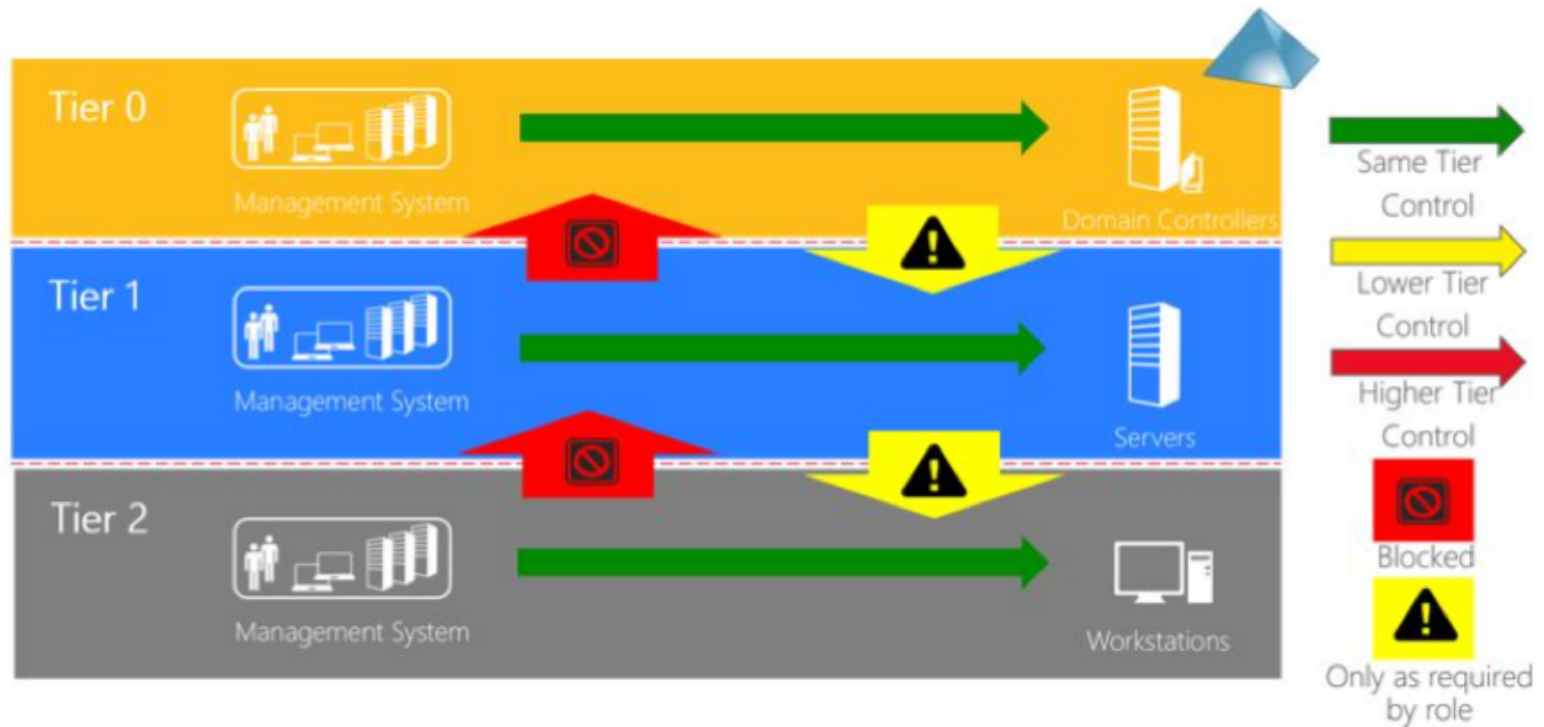 Tier 0
Management System
Domain Controllers
Tier 1
Management System
Servers
Tier 2
Management System
Workstations
Same Tier
Control
Lower Tier
Control
Higher Tier
Control
Blocked
Only as required
by role